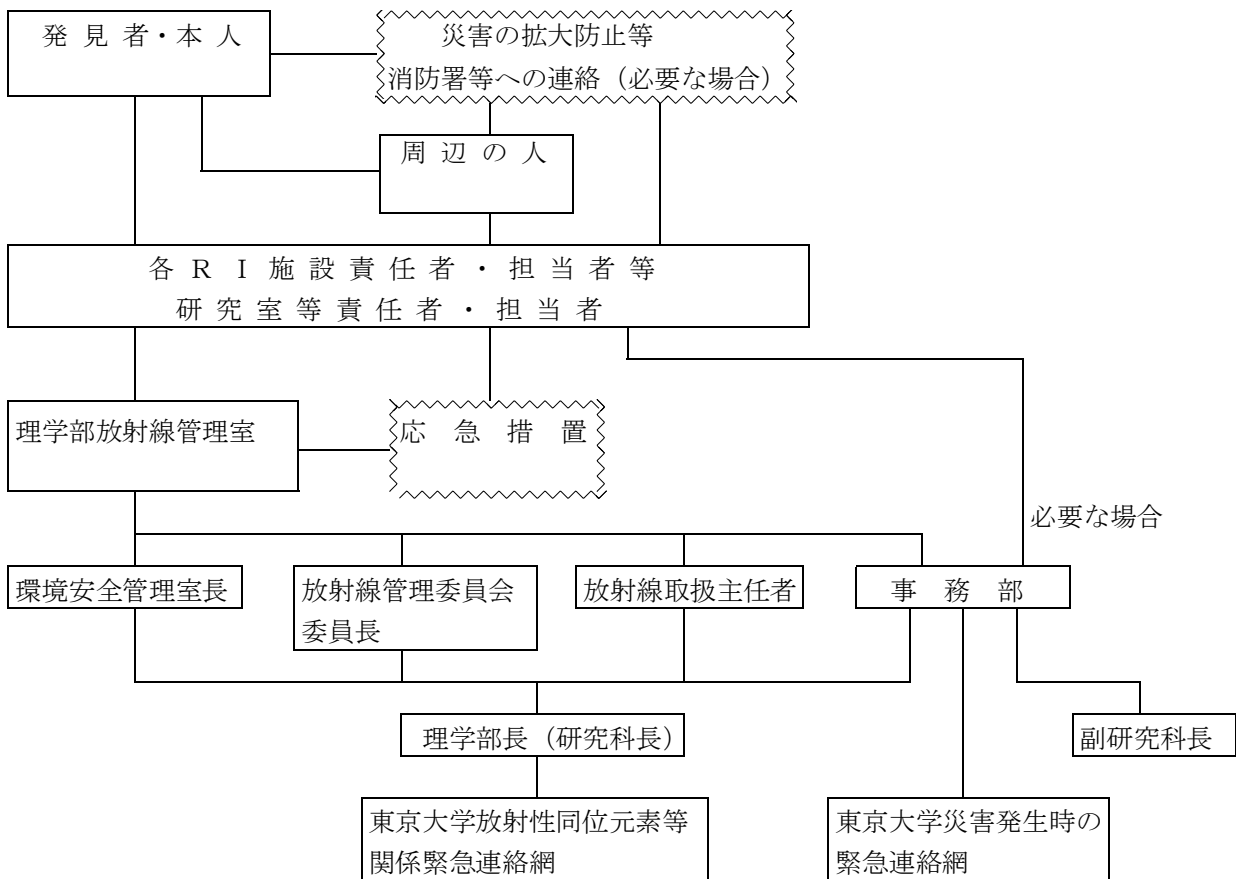 発見者・本人
災害の拡大防止等
消防署等への連絡（必要な場合）
周辺の人
各ＲＩ施設責任者・担当者等
研究室等責任者・担当者
理学部放射線管理室
応急措置
必要な場合
環境安全管理室長
放射線管理委員会
委員長
放射線取扱主任者
事務部
理学部長（研究科長）
副研究科長
東京大学放射性同位元素等
関係緊急連絡網
東京大学災害発生時の
緊急連絡網